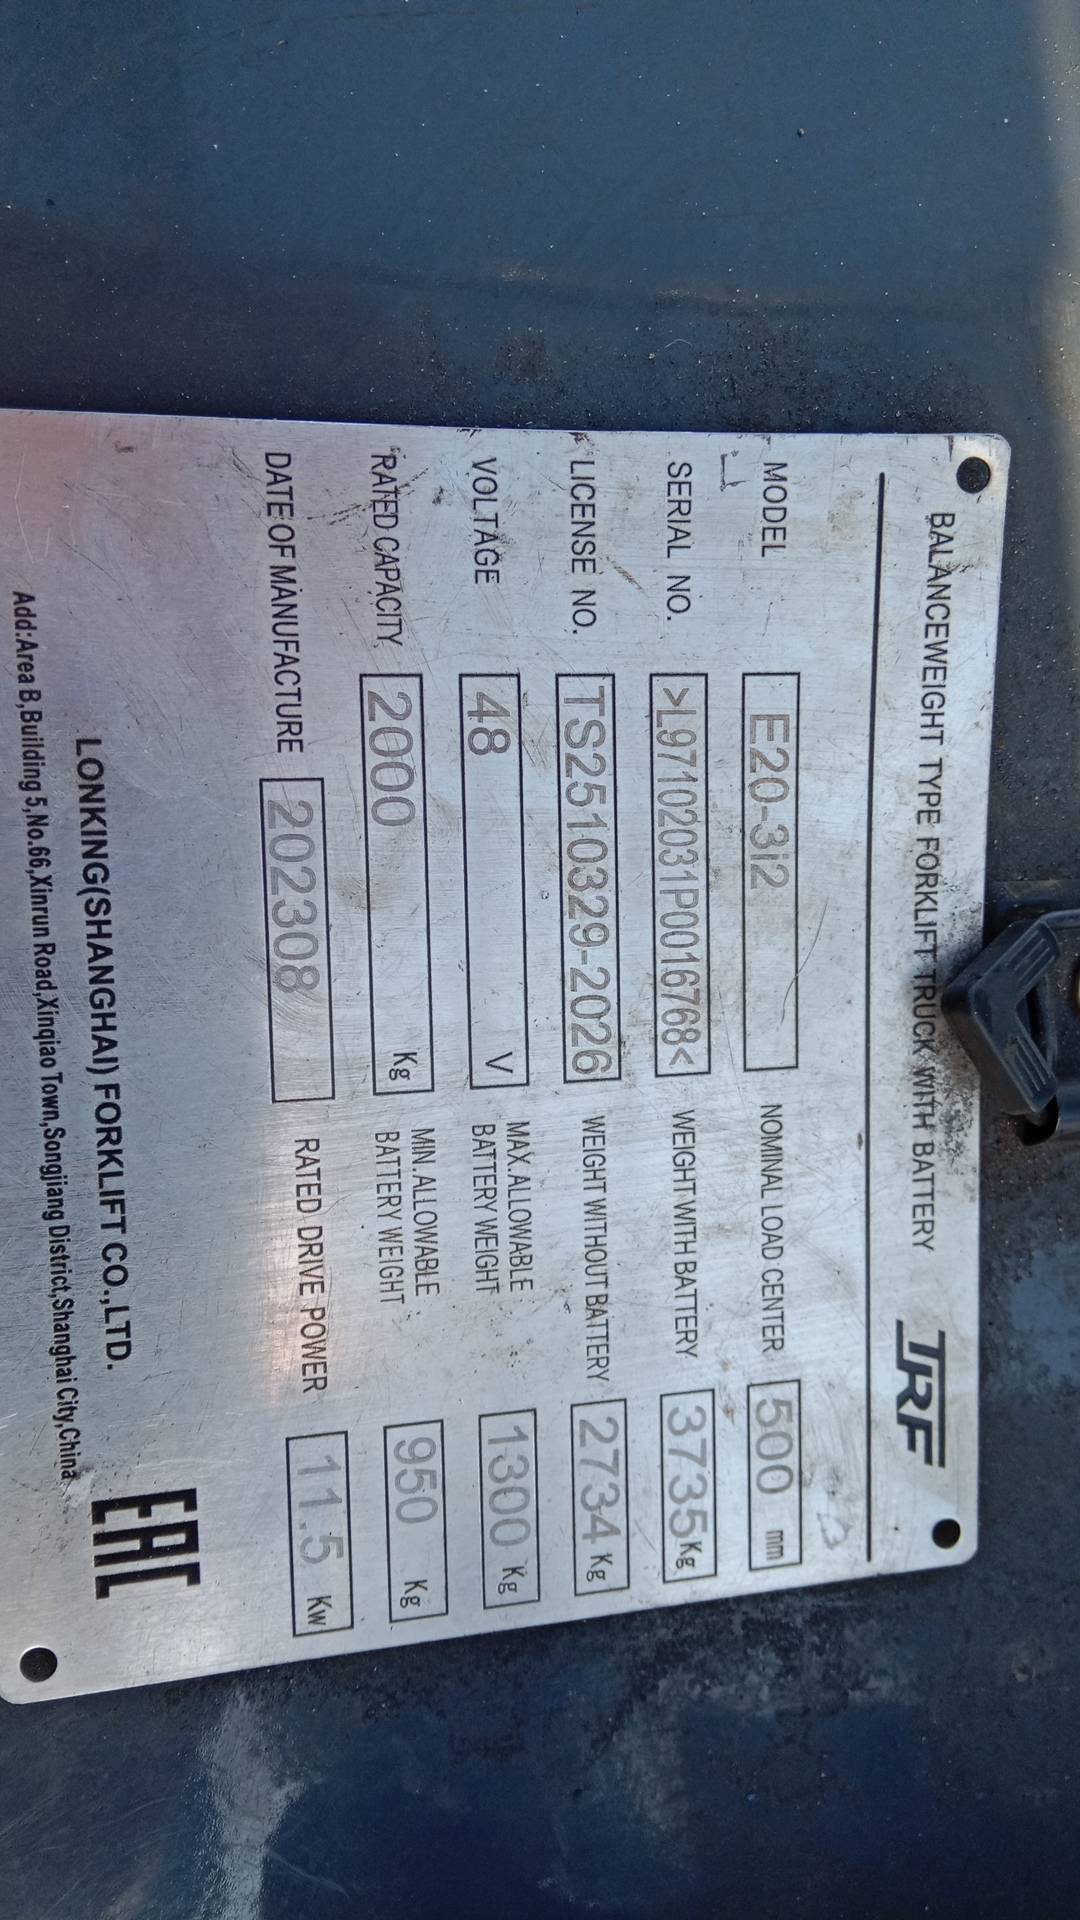 BALANCEWEIGHT TYPE FORKLIFT TRUCK WITH BATTERY TRF
MODEL E20-3i2 NOMINAL LOAD CENTER 500 mm
SERIAL NO. >L97102031P0016768< WEIGHT WITH BATTERY 3735 Kg
LICENSE NO. TS2510329-2026 WEIGHT WITHOUT BATTERY 2734 Kg
VOLTAGE 48 V MAX.ALLOWABLE BATTERY WEIGHT 1300 Kg
RATED CAPACITY 2000 Kg MIN.ALLOWABLE BATTERY WEIGHT 950 Kg
DATE OF MANUFACTURE 202308 RATED DRIVE POWER 11.5 Kw
LONKING(SHANGHAI) FORKLIFT CO.,LTD.
Add:Area B,Building 5,No.66,Xinrun Road,Xinqiao Town,Songjiang District,Shanghai City,China
EAC